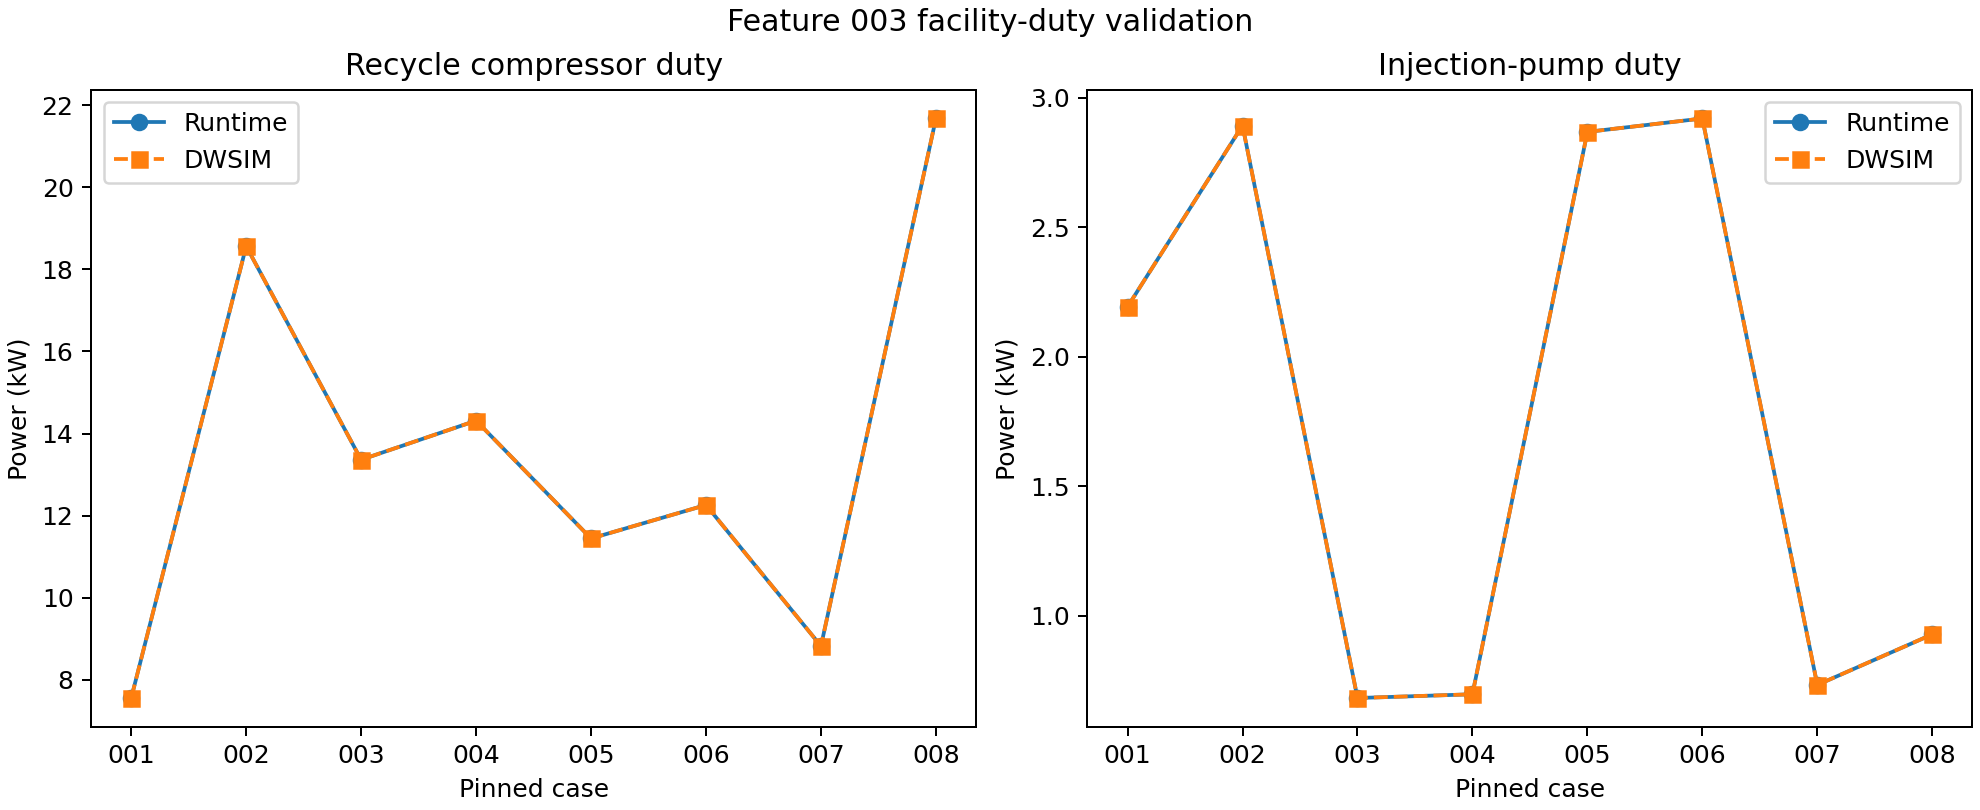 Feature 003 facility-duty validation
Recycle compressor duty
Runtime
DWSIM
22
20
18
16
14
12
10
8
Power (kW)
001 002 003 004 005 006 007 008
Pinned case
Injection-pump duty
Runtime
DWSIM
3.0
2.5
2.0
1.5
1.0
Power (kW)
001 002 003 004 005 006 007 008
Pinned case